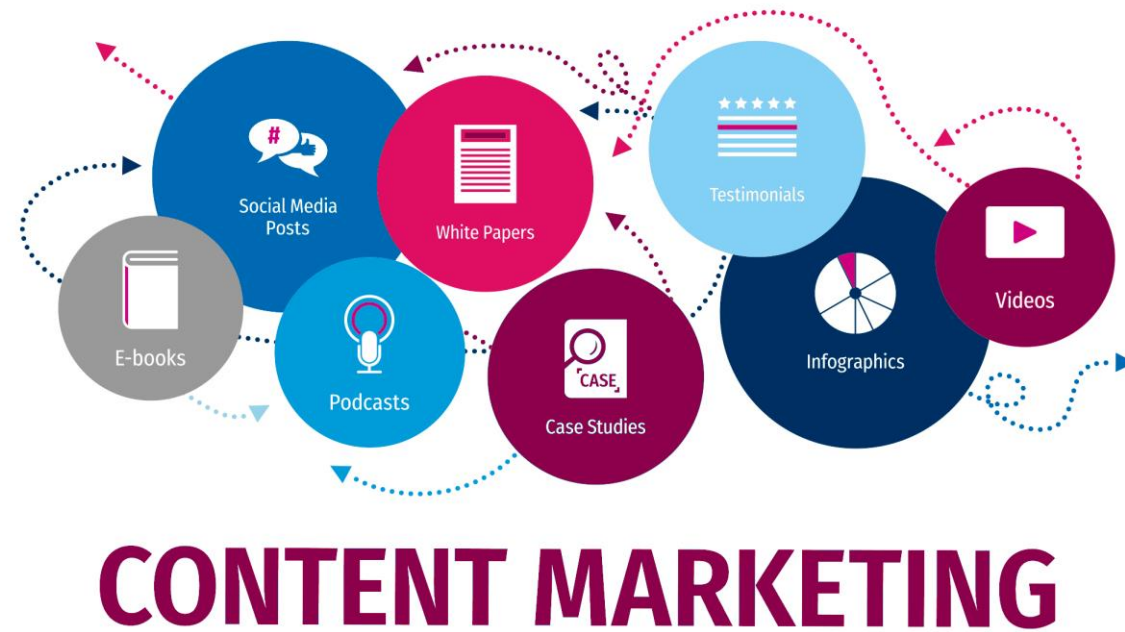 #
Social Media
Posts
White Papers
Testimonials
E-books
Podcasts
CASE
Case Studies
Infographics
Videos
CONTENT MARKETING